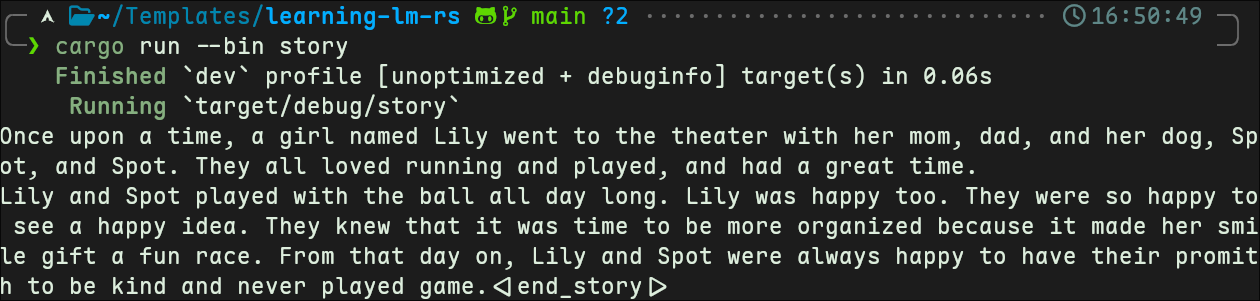 ~/Templates/learning-lm-rs main ?2 ································ 16:50:49
❯ cargo run --bin story
Finished `dev` profile [unoptimized + debuginfo] target(s) in 0.06s
Running `target/debug/story`
Once upon a time, a girl named Lily went to the theater with her mom, dad, and her dog, Sp
ot, and Spot. They all loved running and played, and had a great time.
Lily and Spot played with the ball all day long. Lily was happy too. They were so happy to
see a happy idea. They knew that it was time to be more organized because it made her smi
le gift a fun race. From that day on, Lily and Spot were always happy to have their promit
h to be kind and never played game.<|end_story|>